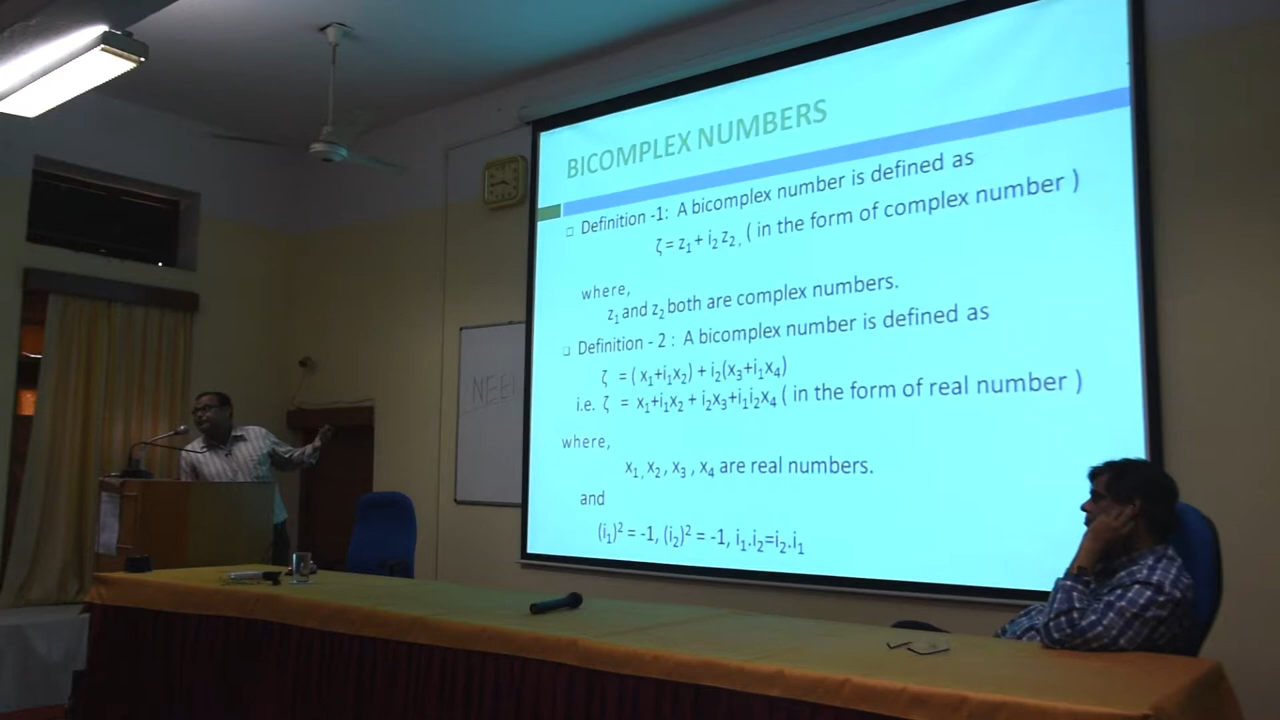 BICOMPLEX NUMBERS
□ Definition -1: A bicomplex number is defined as
ζ = z₁ + i₂ z₂ , ( in the form of complex number )
where,
z₁ and z₂ both are complex numbers.
□ Definition - 2 : A bicomplex number is defined as
ζ = ( x₁+i₁x₂) + i₂(x₃+i₁x₄)
i.e. ζ = x₁+i₁x₂ + i₂x₃+i₁i₂x₄ ( in the form of real number )
where,
x₁, x₂ , x₃ , x₄ are real numbers.
and
(i₁)² = -1, (i₂)² = -1, i₁.i₂=i₂.i₁